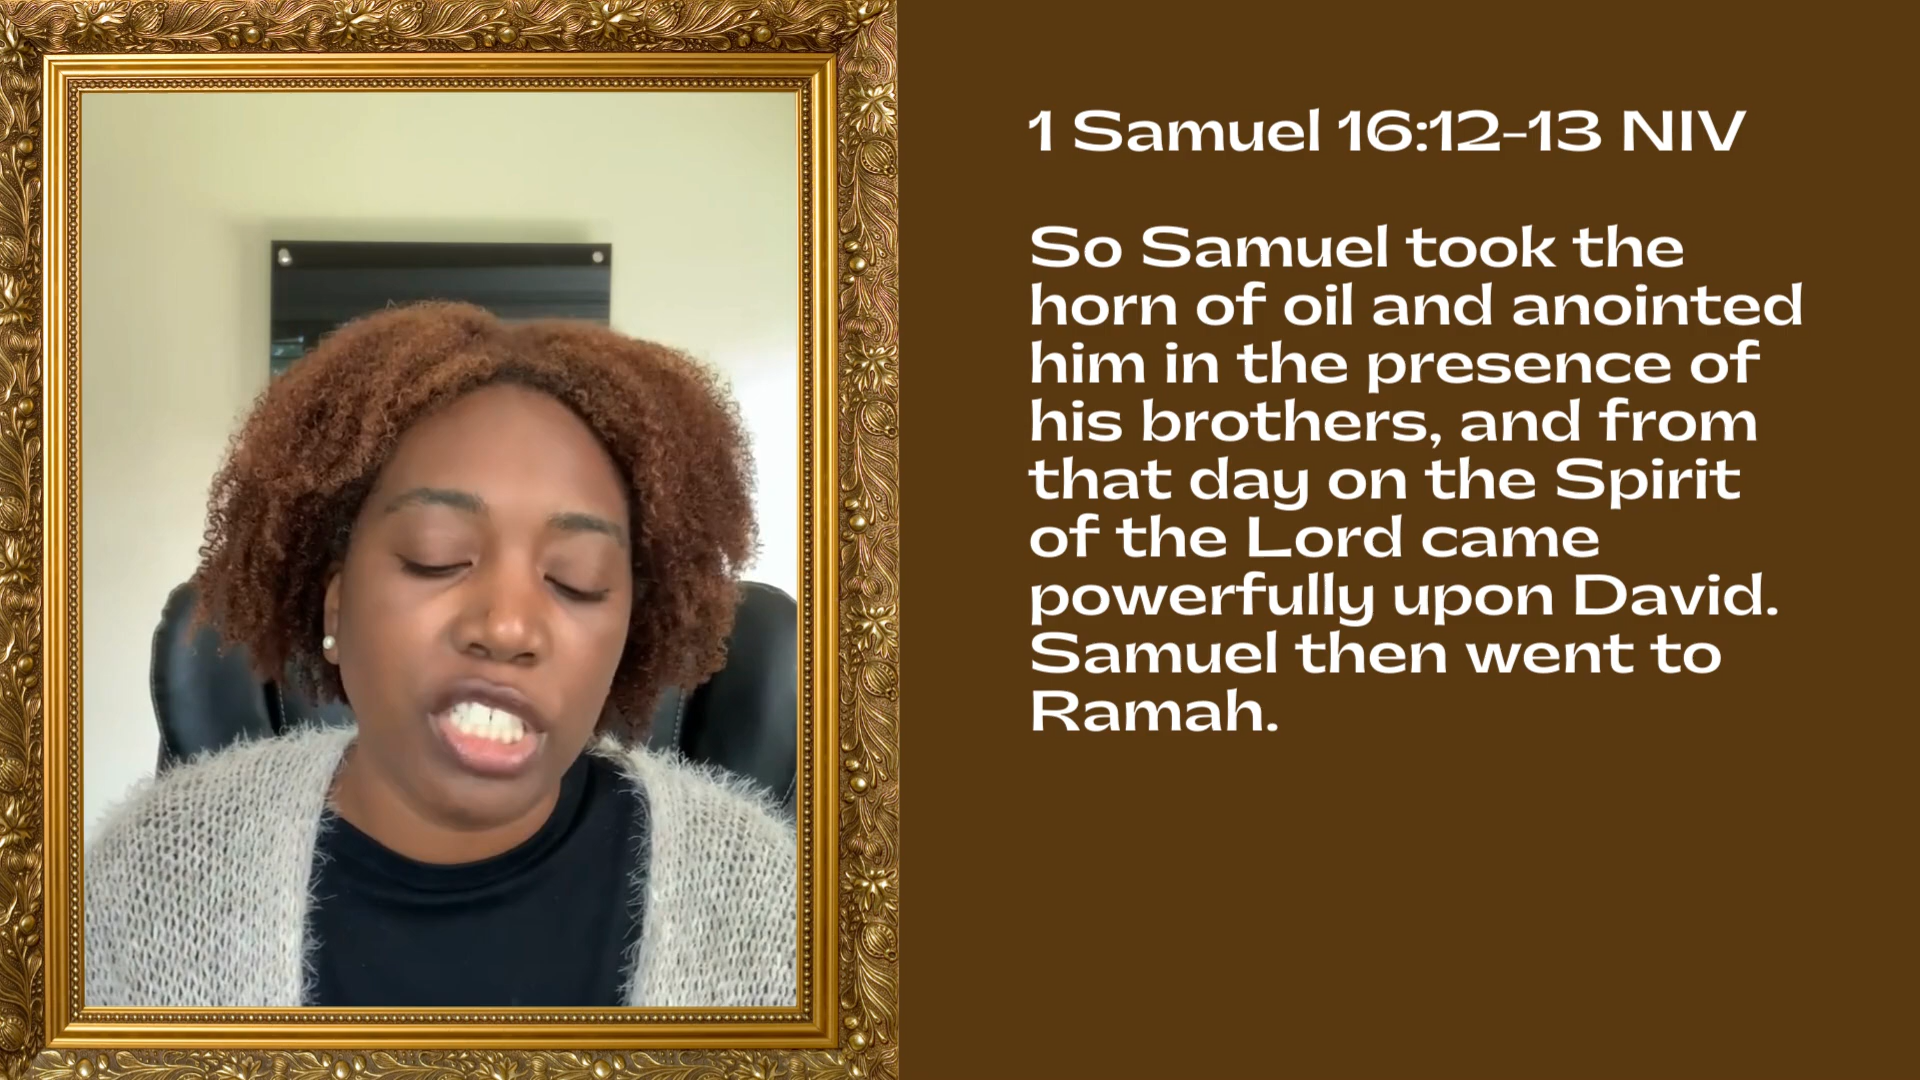 1 Samuel 16:12-13 NIV
So Samuel took the
horn of oil and anointed
him in the presence of
his brothers, and from
that day on the Spirit
of the Lord came
powerfully upon David.
Samuel then went to
Ramah.